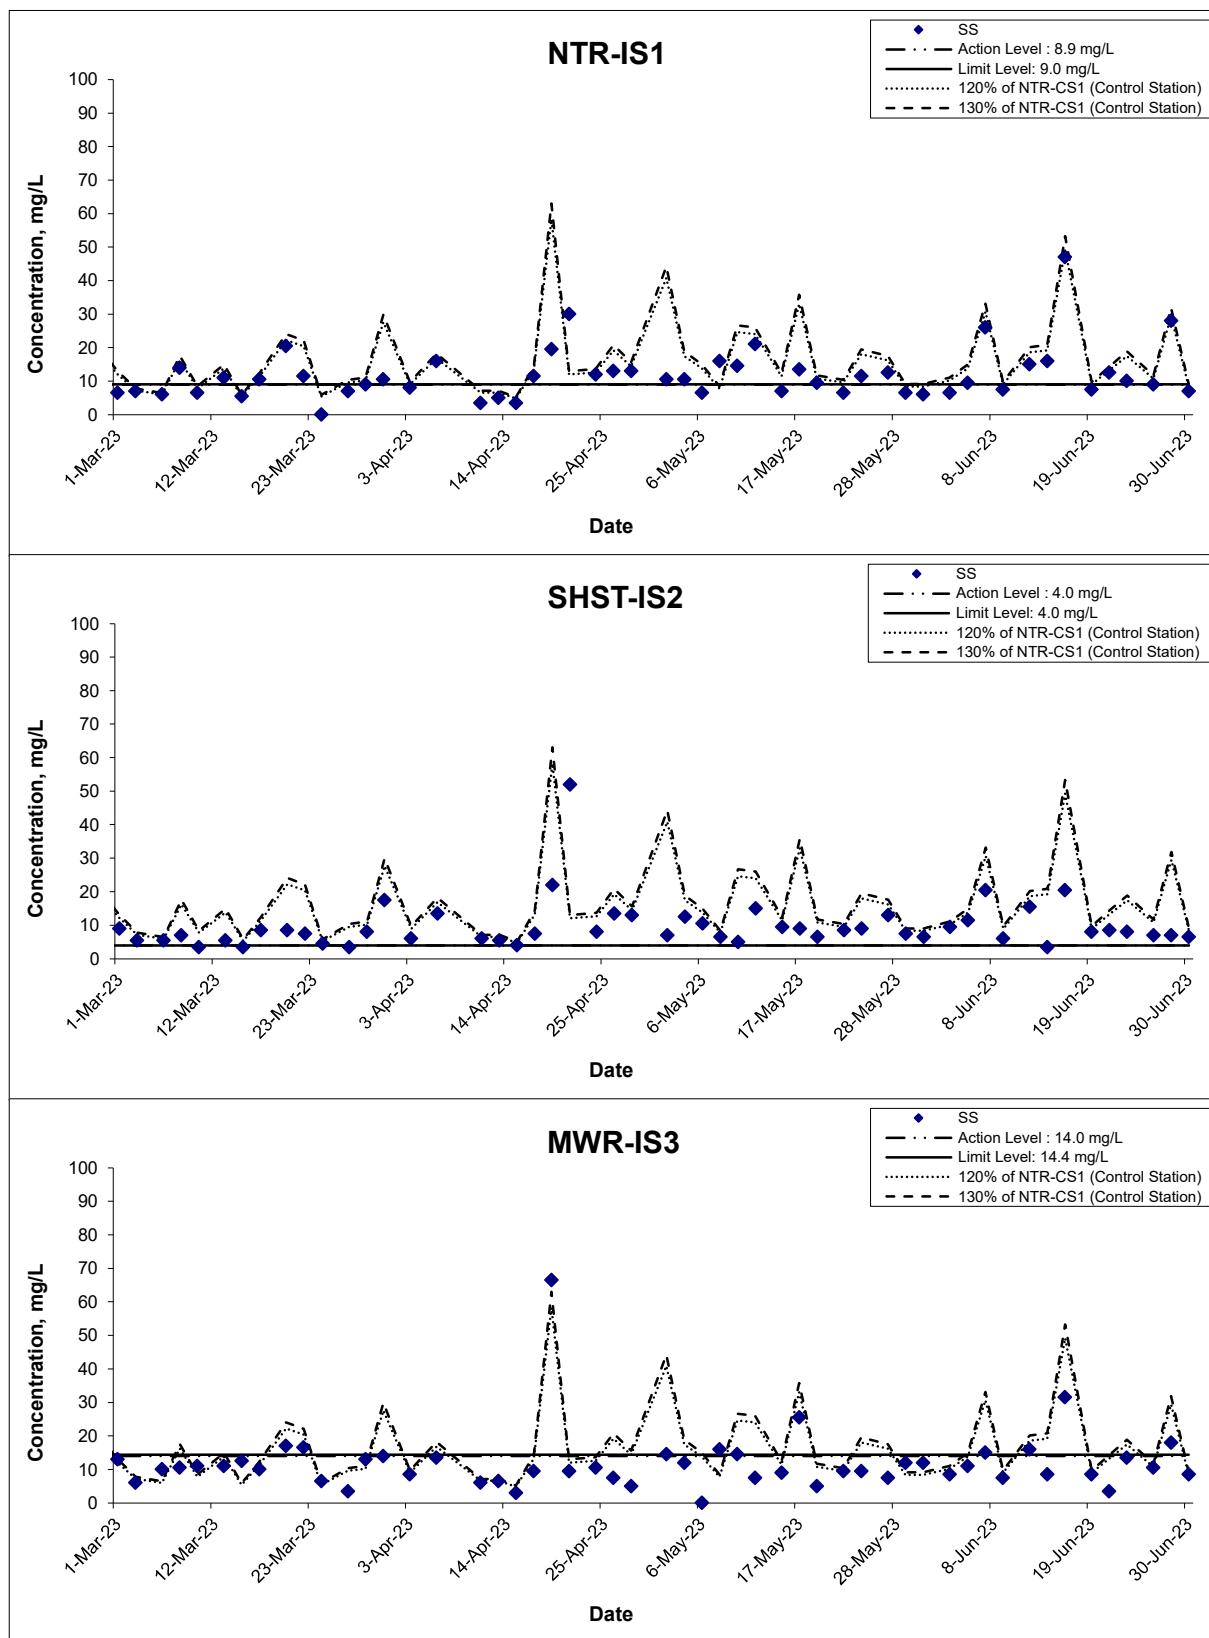 NTR-IS1
SS
Action Level : 8.9 mg/L
Limit Level: 9.0 mg/L
120% of NTR-CS1 (Control Station)
130% of NTR-CS1 (Control Station)
Concentration, mg/L
100
90
80
70
60
50
40
30
20
10
0
1-Mar-23
12-Mar-23
23-Mar-23
3-Apr-23
14-Apr-23
25-Apr-23
6-May-23
17-May-23
28-May-23
8-Jun-23
19-Jun-23
30-Jun-23
Date
SHST-IS2
SS
Action Level : 4.0 mg/L
Limit Level: 4.0 mg/L
120% of NTR-CS1 (Control Station)
130% of NTR-CS1 (Control Station)
Concentration, mg/L
100
90
80
70
60
50
40
30
20
10
0
1-Mar-23
12-Mar-23
23-Mar-23
3-Apr-23
14-Apr-23
25-Apr-23
6-May-23
17-May-23
28-May-23
8-Jun-23
19-Jun-23
30-Jun-23
Date
MWR-IS3
SS
Action Level : 14.0 mg/L
Limit Level: 14.4 mg/L
120% of NTR-CS1 (Control Station)
130% of NTR-CS1 (Control Station)
Concentration, mg/L
100
90
80
70
60
50
40
30
20
10
0
1-Mar-23
12-Mar-23
23-Mar-23
3-Apr-23
14-Apr-23
25-Apr-23
6-May-23
17-May-23
28-May-23
8-Jun-23
19-Jun-23
30-Jun-23
Date